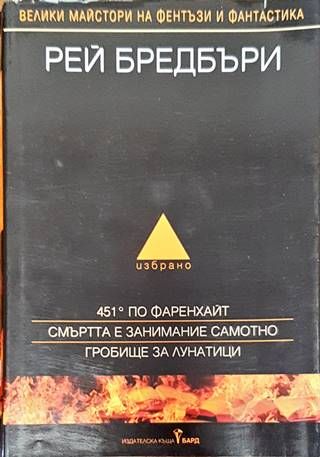 ВЕЛИКИ МАЙСТОРИ НА ФЕНТЪЗИ И ФАНТАСТИКА
РЕЙ БРЕДБЪРИ
избрано
451° ПО ФАРЕНХАЙТ
СМЪРТТА Е ЗАНИМАНИЕ САМОТНО
ГРОБИЩЕ ЗА ЛУНАТИЦИ
ИЗДАТЕЛСКА КЪЩА БАРД